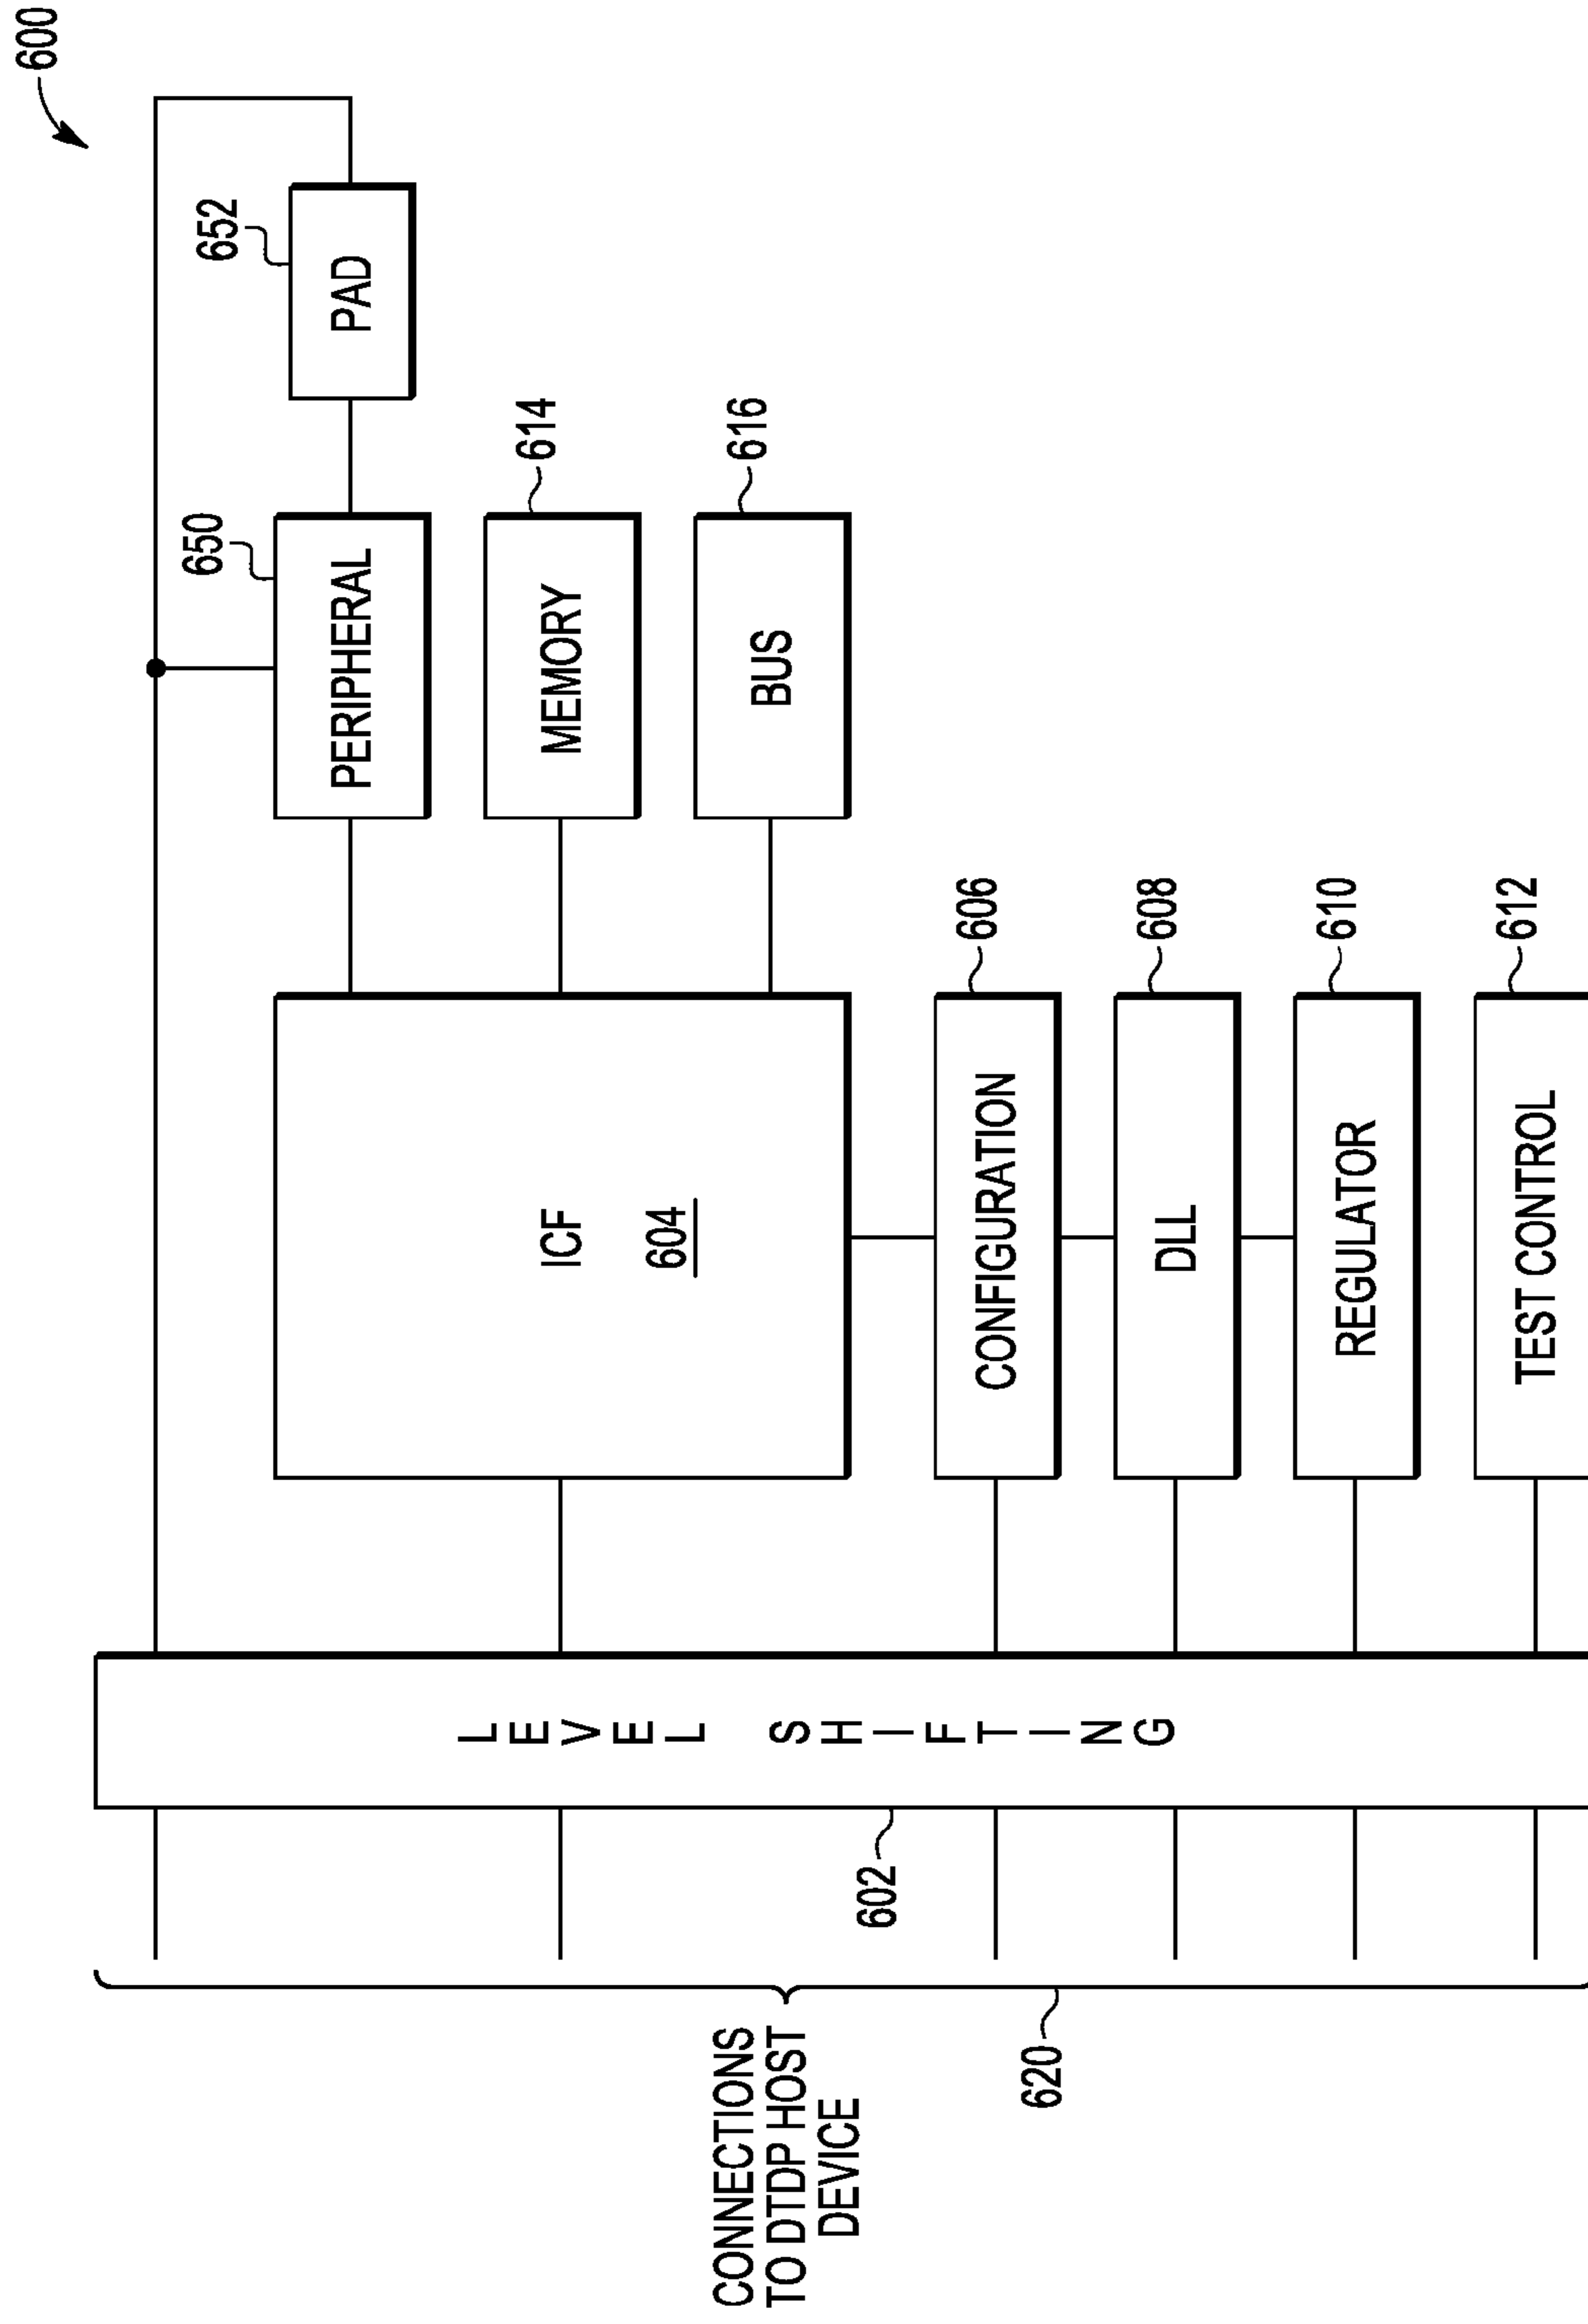 600
652
PAD
650
PERIPHERAL
614
MEMORY
616
BUS
ICF
604
606
CONFIGURATION
608
DLL
610
REGULATOR
612
TEST CONTROL
LEVEL SHIFTING
602
CONNECTIONS
TO DTDP HOST
DEVICE
620